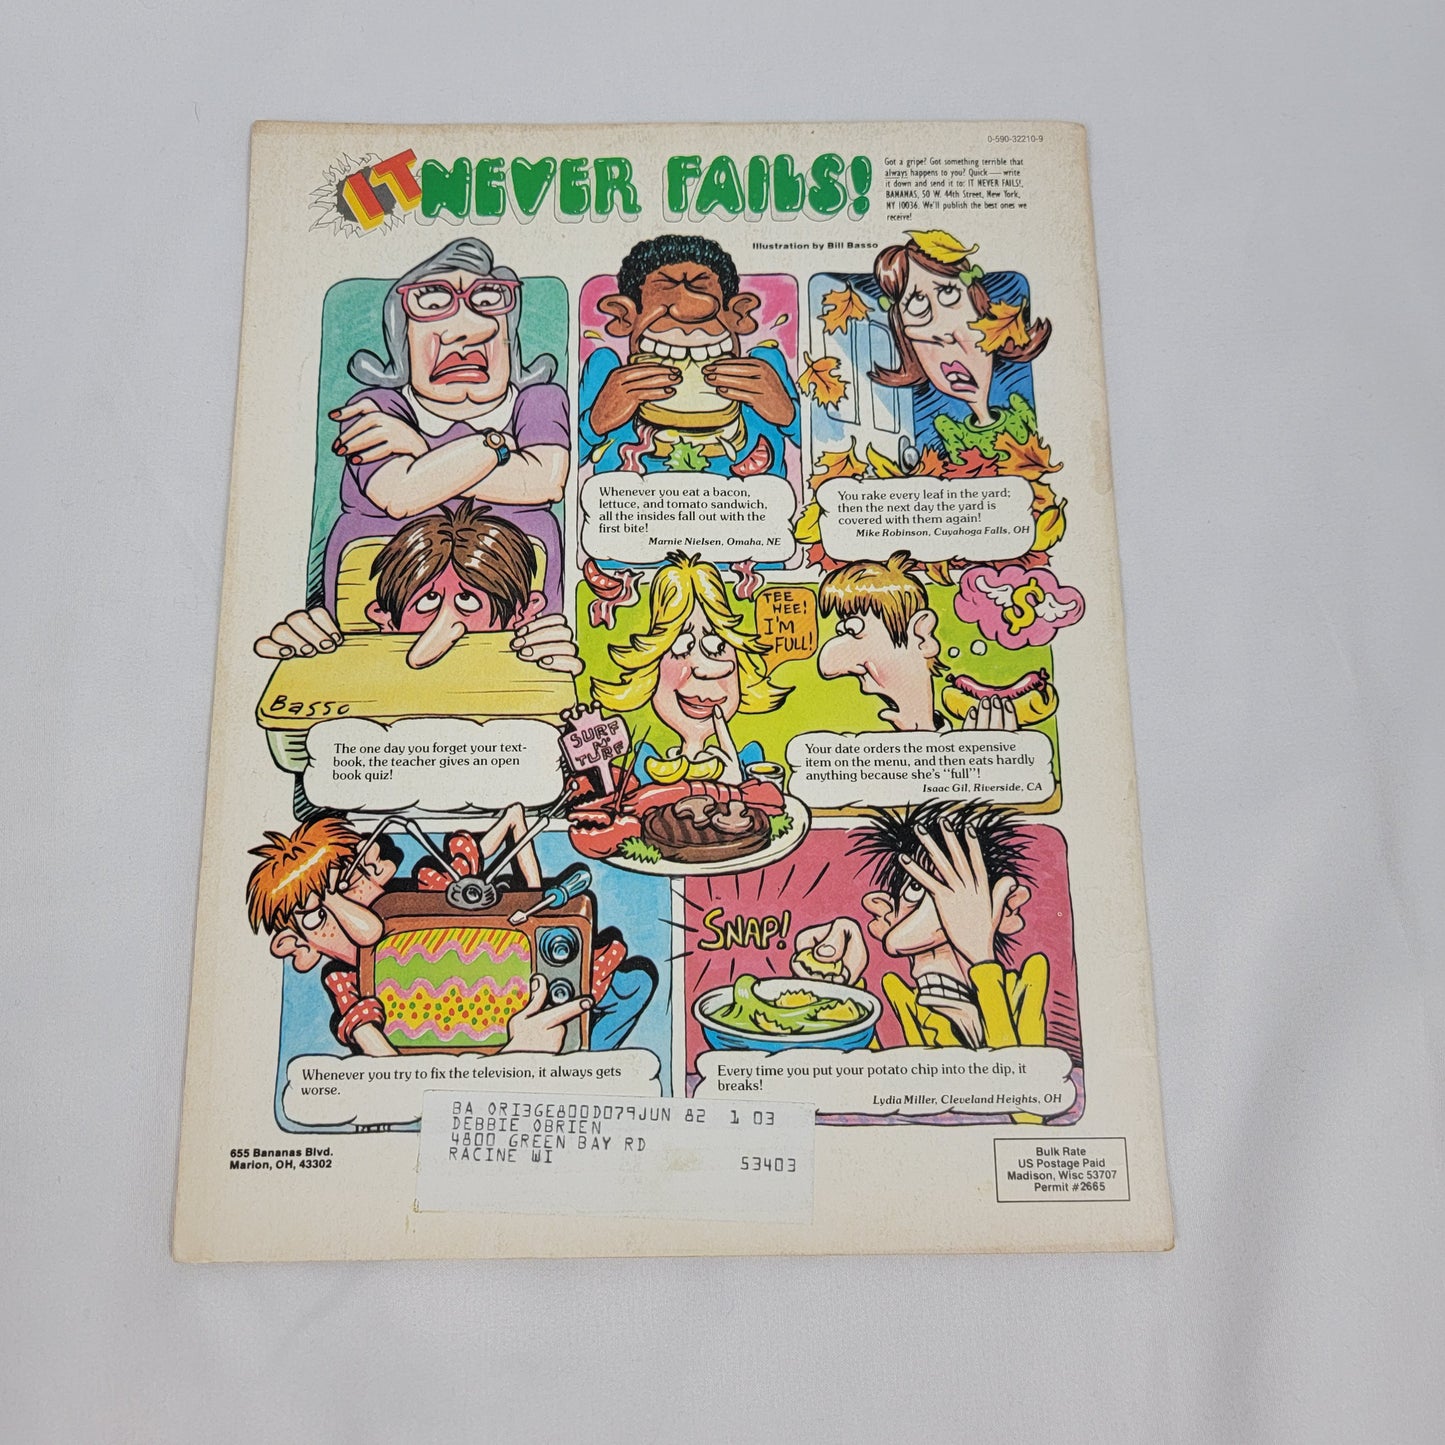 0-590-32210-9
IT NEVER FAILS!
Got a gripe? Got something terrible that
always happens to you? Quick — write
it down and send it to: IT NEVER FAILS!,
BANANAS, 50 W. 44th Street, New York,
NY 10036. We'll publish the best ones we
receive!
Illustration by Bill Basso
Whenever you eat a bacon,
lettuce, and tomato sandwich,
all the insides fall out with the
first bite!
Marnie Nielsen, Omaha, NE
You rake every leaf in the yard;
then the next day the yard is
covered with them again!
Mike Robinson, Cuyahoga Falls, OH
Basso
The one day you forget your text-
book, the teacher gives an open
book quiz!
TEE
HEE!
I'M
FULL!
$
SURF
N'
TURF
Your date orders the most expensive
item on the menu, and then eats hardly
anything because she's "full"!
Isaac Gil, Riverside, CA
Whenever you try to fix the television, it always gets
worse.
SNAP!
Every time you put your potato chip into the dip, it
breaks!
Lydia Miller, Cleveland Heights, OH
655 Bananas Blvd.
Marion, OH, 43302
BA ORI3GE800D079JUN 82 1 03
DEBBIE OBRIEN
4800 GREEN BAY RD
RACINE WI 53403
Bulk Rate
US Postage Paid
Madison, Wisc 53707
Permit #2665